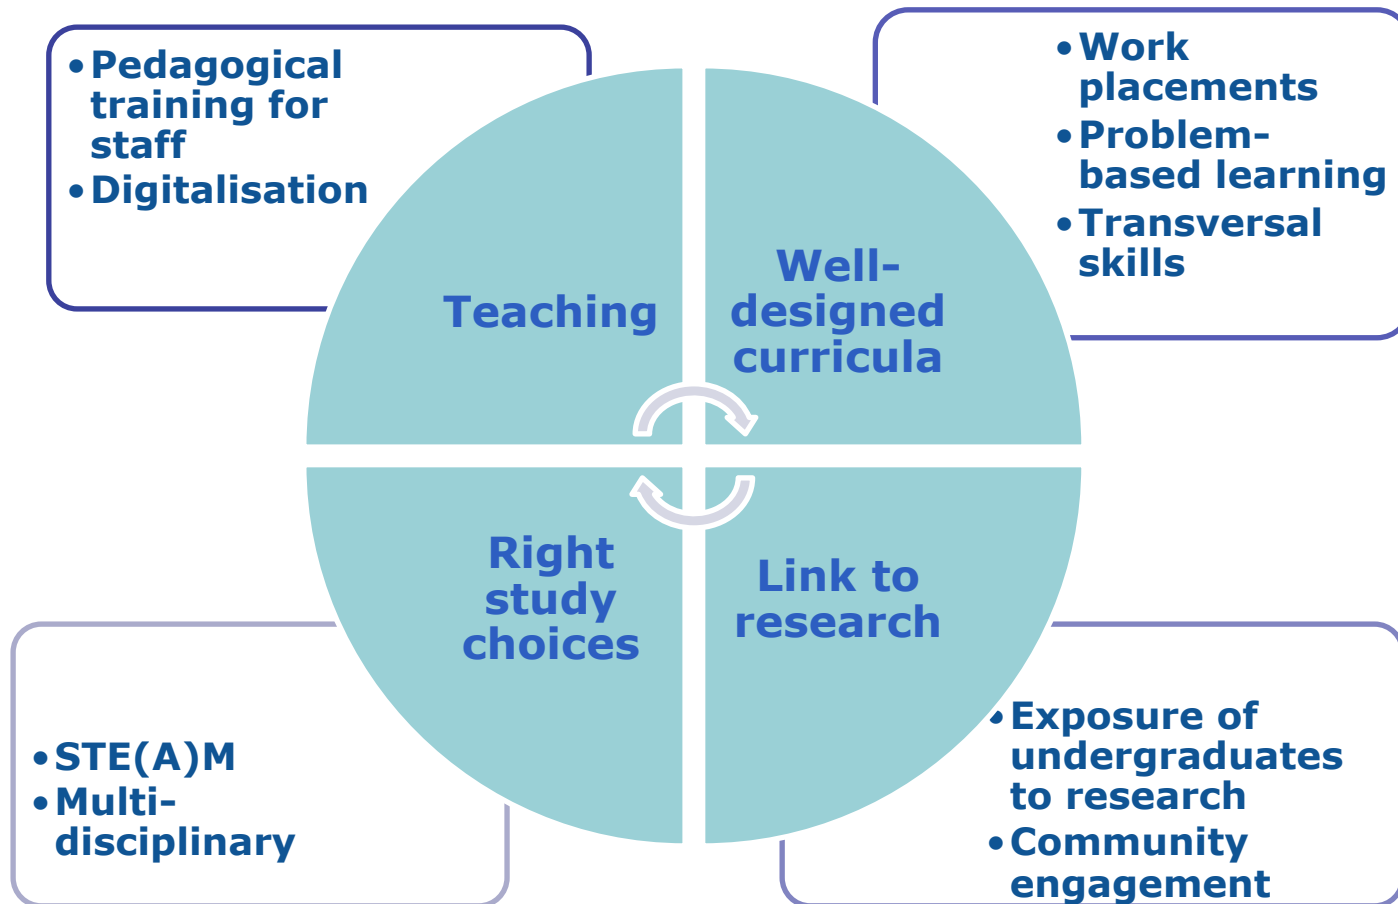 • Pedagogical
training for
staff
• Digitalisation
• Work
placements
• Problem-
based learning
• Transversal
skills
Teaching
Well-
designed
curricula
Right
study
choices
Link to
research
• STE(A)M
• Multi-
disciplinary
• Exposure of
undergraduates
to research
• Community
engagement